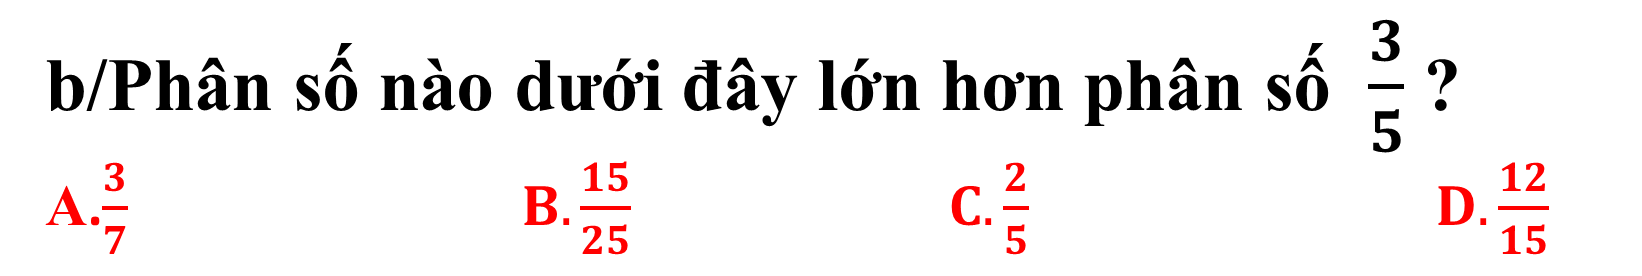 b/Phân số nào dưới đây lớn hơn phân số 3/5 ?
A. 3/7 B. 15/25 C. 2/5 D. 12/15